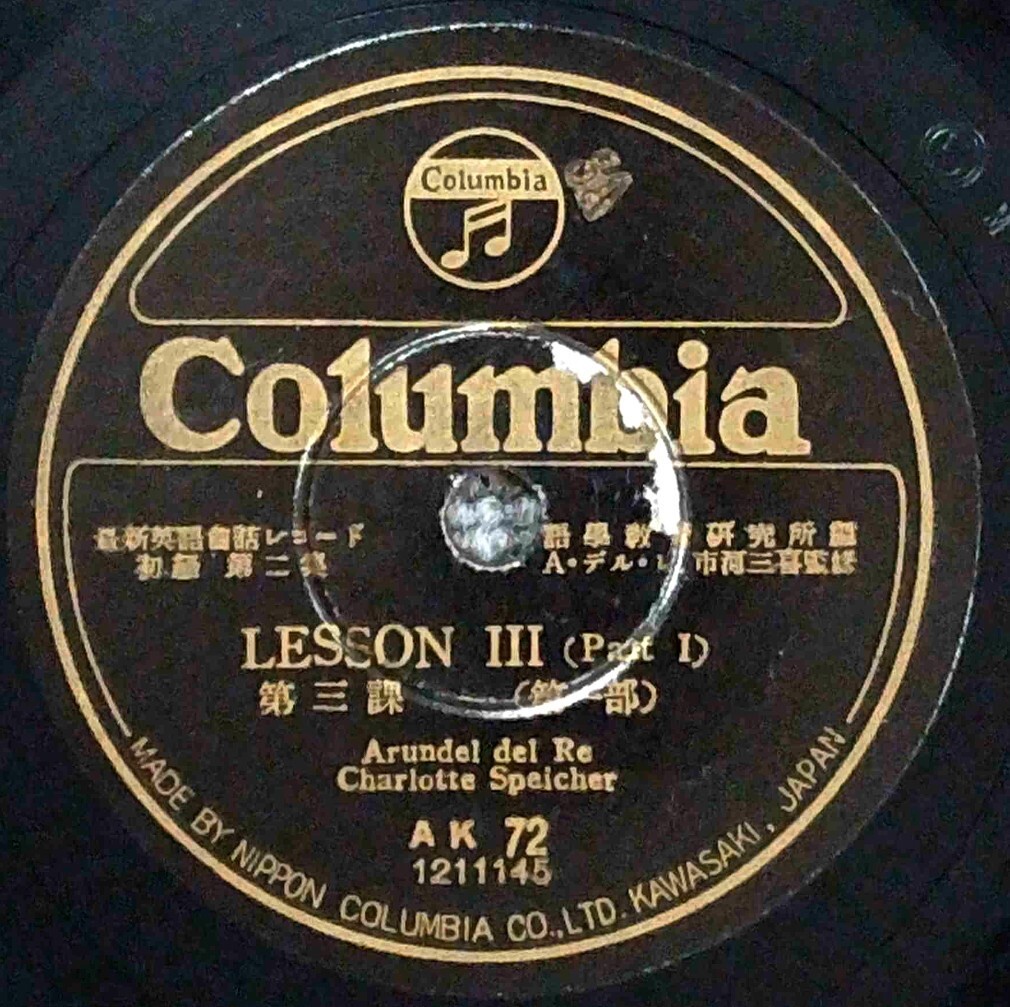 Columbia
Columbia
最新英語會話レコード
初級 第二集
語學教 研究所編
A・デル・レ 市河三喜監修
LESSON III (Part I)
第三課 (第一部)
Arundel del Re
Charlotte Speicher
AK 72
1211145
MADE BY NIPPON COLUMBIA CO., LTD. KAWASAKI, JAPAN